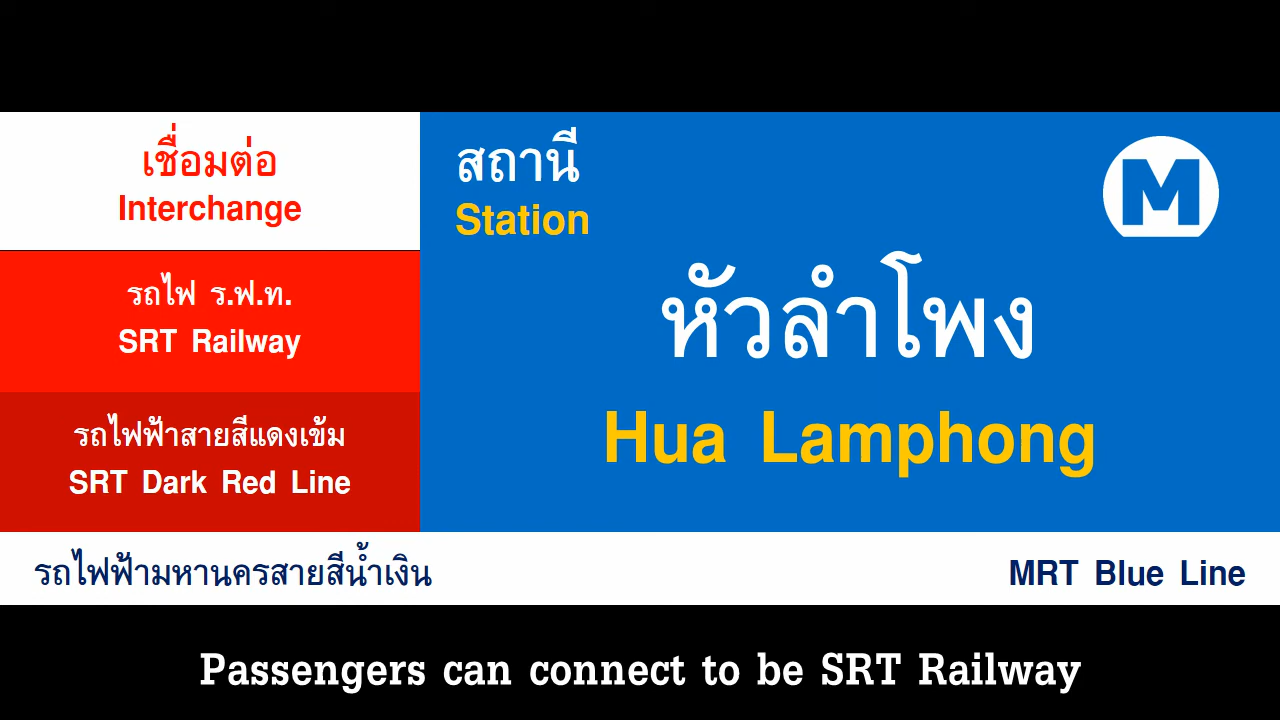 เชื่อมต่อ
Interchange
รถไฟ ร.ฟ.ท.
SRT Railway
รถไฟฟ้าสายสีแดงเข้ม
SRT Dark Red Line
สถานี
Station
M
หัวลำโพง
Hua Lamphong
รถไฟฟ้ามหานครสายสีน้ำเงิน
MRT Blue Line
Passengers can connect to be SRT Railway